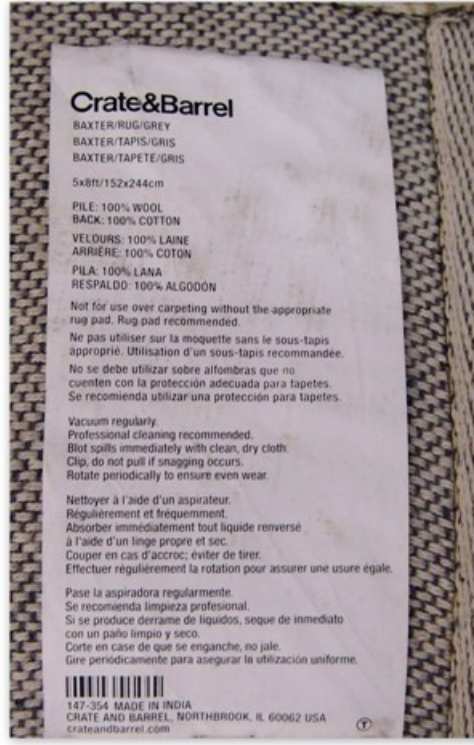 Crate&Barrel
BAXTER/RUG/GREY
BAXTER/TAPIS/GRIS
BAXTER/TAPETE/GRIS
5x8ft/152x244cm
PILE: 100% WOOL
BACK: 100% COTTON
VELOURS: 100% LAINE
ARRIÈRE: 100% COTON
PILA: 100% LANA
RESPALDO: 100% ALGODÓN
Not for use over carpeting without the appropriate
rug pad. Rug pad recommended.
Ne pas utiliser sur la moquette sans le sous-tapis
approprié. Utilisation d'un sous-tapis recommandée.
No se debe utilizar sobre alfombras que no
cuenten con la protección adecuada para tapetes.
Se recomienda utilizar una protección para tapetes.
Vacuum regularly.
Professional cleaning recommended.
Blot spills immediately with clean, dry cloth.
Clip, do not pull if snagging occurs.
Rotate periodically to ensure even wear.
Nettoyer à l'aide d'un aspirateur.
Régulièrement et fréquemment.
Absorber immédiatement tout liquide renversé
à l'aide d'un linge propre et sec.
Couper en cas d'accroc; éviter de tirer.
Effectuer régulièrement la rotation pour assurer une usure égale.
Pase la aspiradora regularmente.
Se recomienda limpieza profesional.
Si se produce derrame de líquidos, seque de inmediato
con un paño limpio y seco.
Corte en case de que se enganche, no jale.
Gire periódicamente para asegurar la utilización uniforme.
147-354 MADE IN INDIA
CRATE AND BARREL, NORTHBROOK, IL 60062 USA
crateandbarrel.com
T